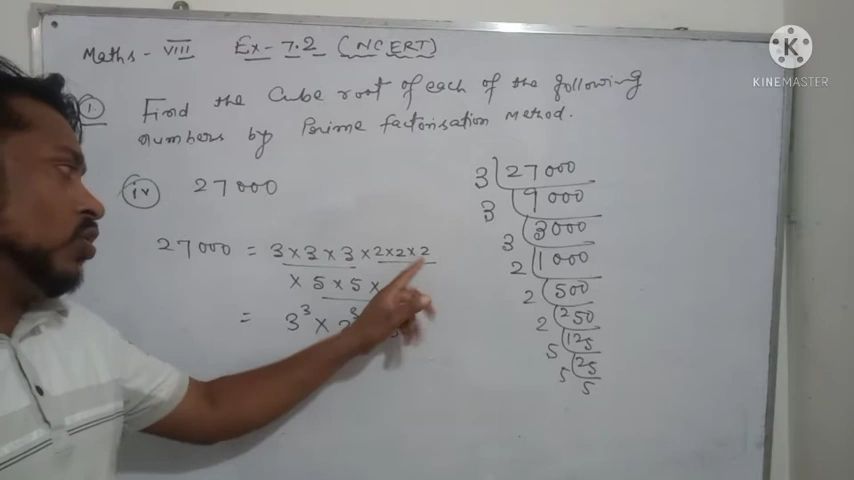 Maths - VIII Ex- 7.2 (NCERT)
K
KINEMASTER
1. Find the Cube root of each of the following
numbers by Prime factorisation Method.
iv 27000
27000 = 3 × 3 × 3 × 2 × 2 × 2
× 5 × 5 ×
= 3³ ×
3 27000
3 9000
3 3000
2 1000
2 500
2 250
5 125
5 25
5